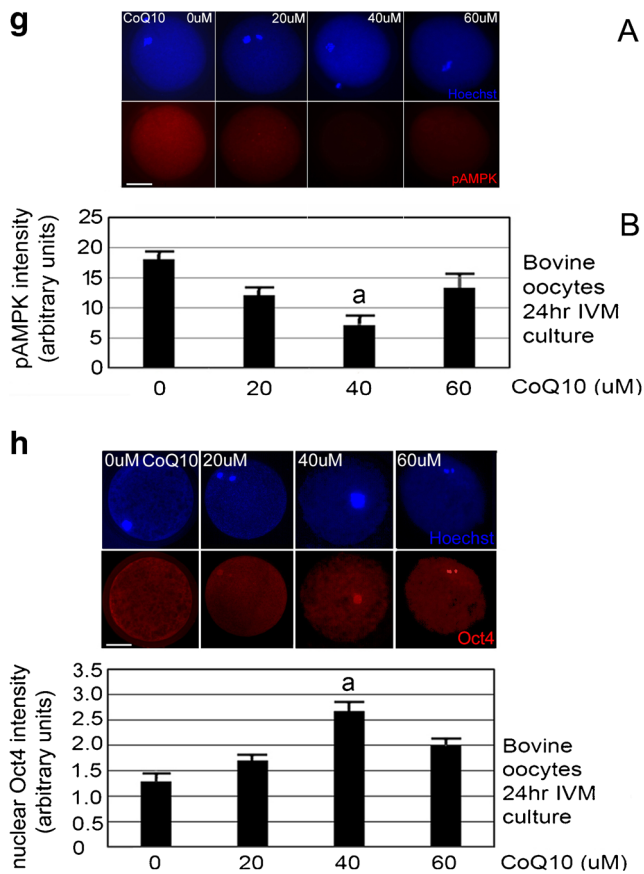 g
A
CoQ10 0uM 20uM 40uM 60uM
Hoechst
pAMPK
B
pAMPK intensity
(arbitrary units)
25
20
15
10
5
0
a
Bovine
oocytes
24hr IVM
culture
0 20 40 60 CoQ10 (uM)
h
0uM CoQ10 20uM 40uM 60uM
Hoechst
Oct4
nuclear Oct4 intensity
(arbitrary units)
3.5
3.0
2.5
2.0
1.5
1.0
0.5
0
a
Bovine
oocytes
24hr IVM
culture
0 20 40 60 CoQ10 (uM)